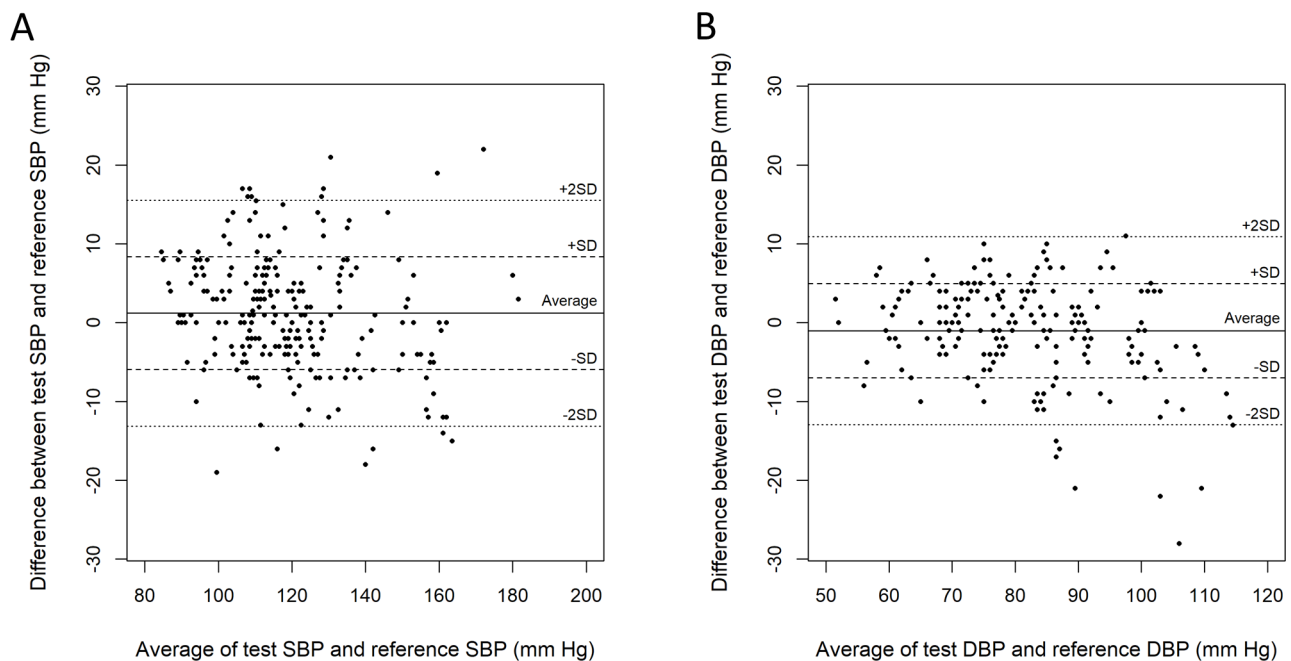 A
Difference between test SBP and reference SBP (mm Hg)
30
20
10
0
-10
-20
-30
+2SD
+SD
Average
-SD
-2SD
80 100 120 140 160 180 200
Average of test SBP and reference SBP (mm Hg)
B
Difference between test DBP and reference DBP (mm Hg)
30
20
10
0
-10
-20
-30
+2SD
+SD
Average
-SD
-2SD
50 60 70 80 90 100 110 120
Average of test DBP and reference DBP (mm Hg)